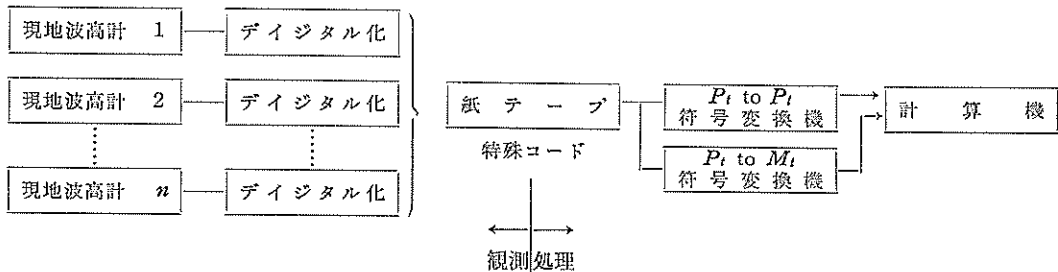 現地波高計 1
デイジタル化
現地波高計 2
デイジタル化
現地波高計 n
デイジタル化
紙テープ
特殊コード
Pt to Pt
符号変換機
Pt to Mt
符号変換機
計算機
観測 処理